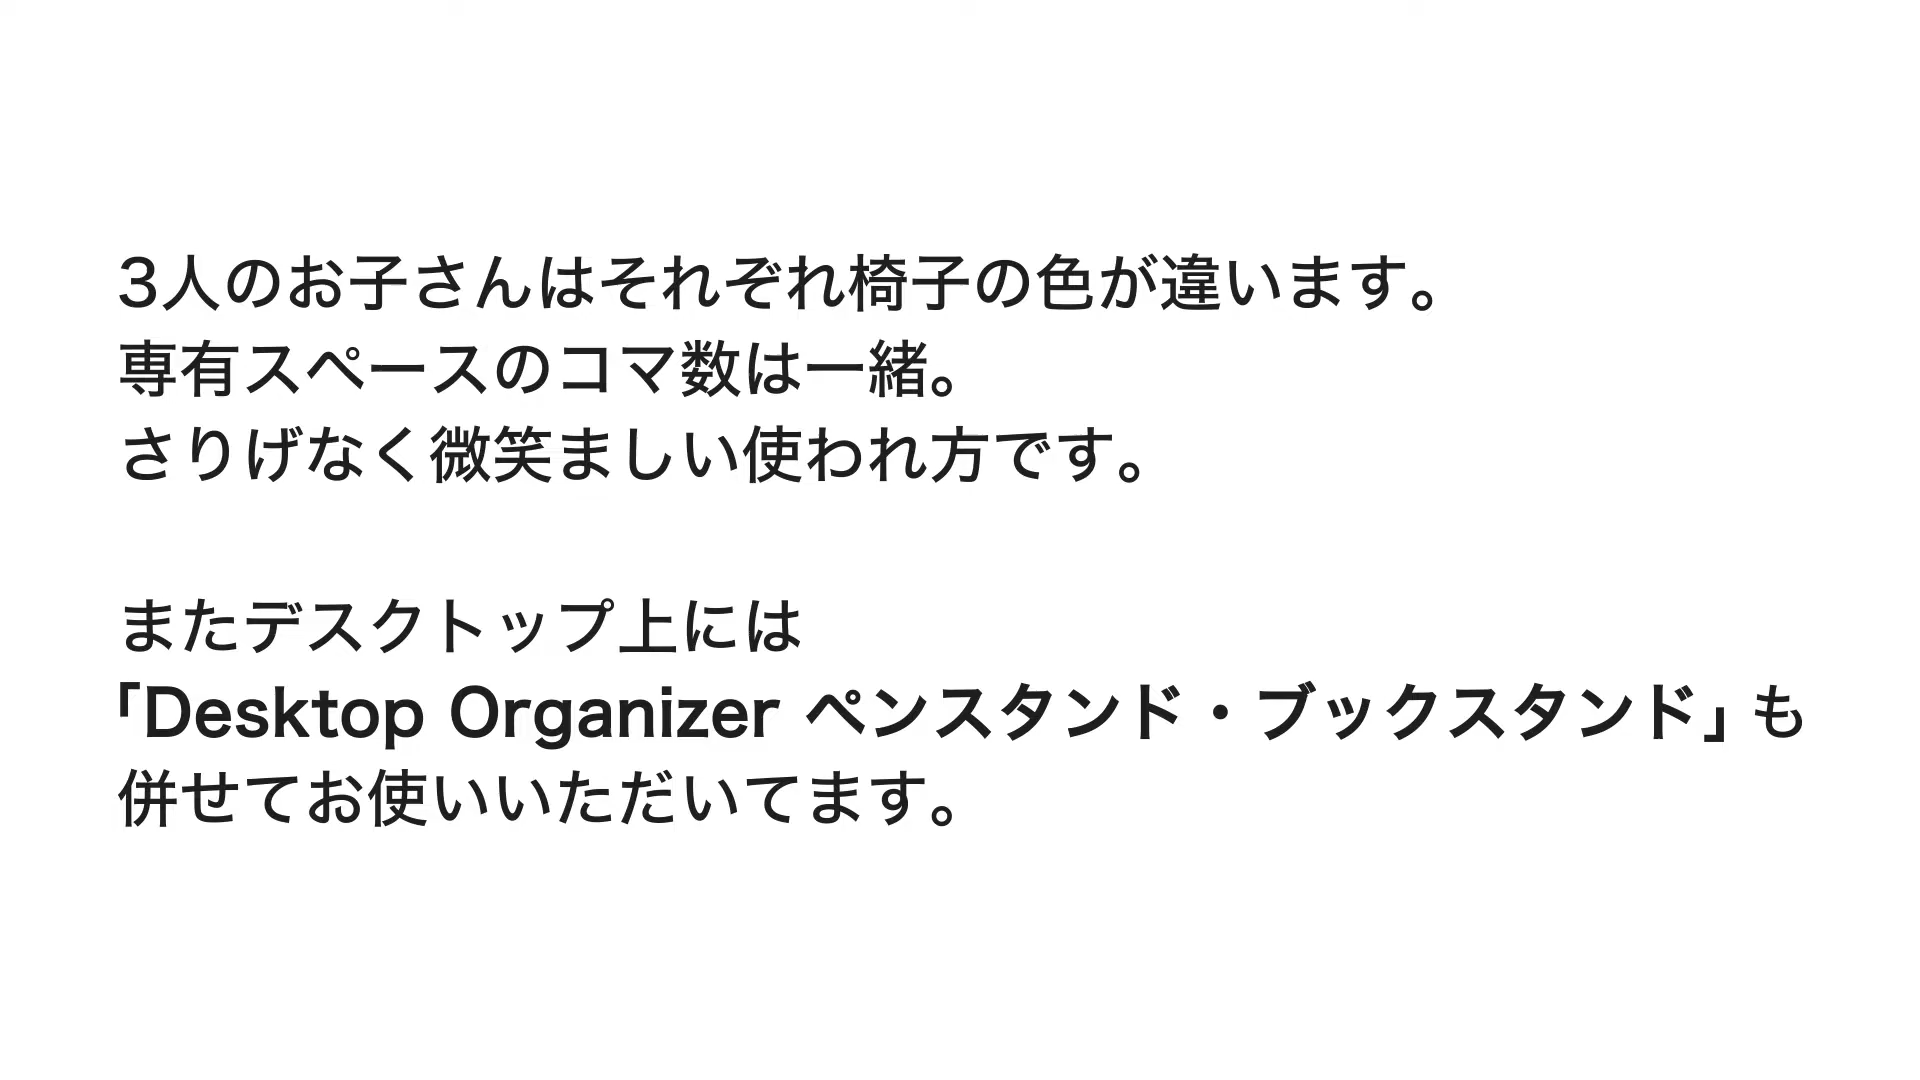 3人のお子さんはそれぞれ椅子の色が違います。
専有スペースのコマ数は一緒。
さりげなく微笑ましい使われ方です。
またデスクトップ上には
「Desktop Organizer ペンスタンド・ブックスタンド」も
併せてお使いいただいてます。